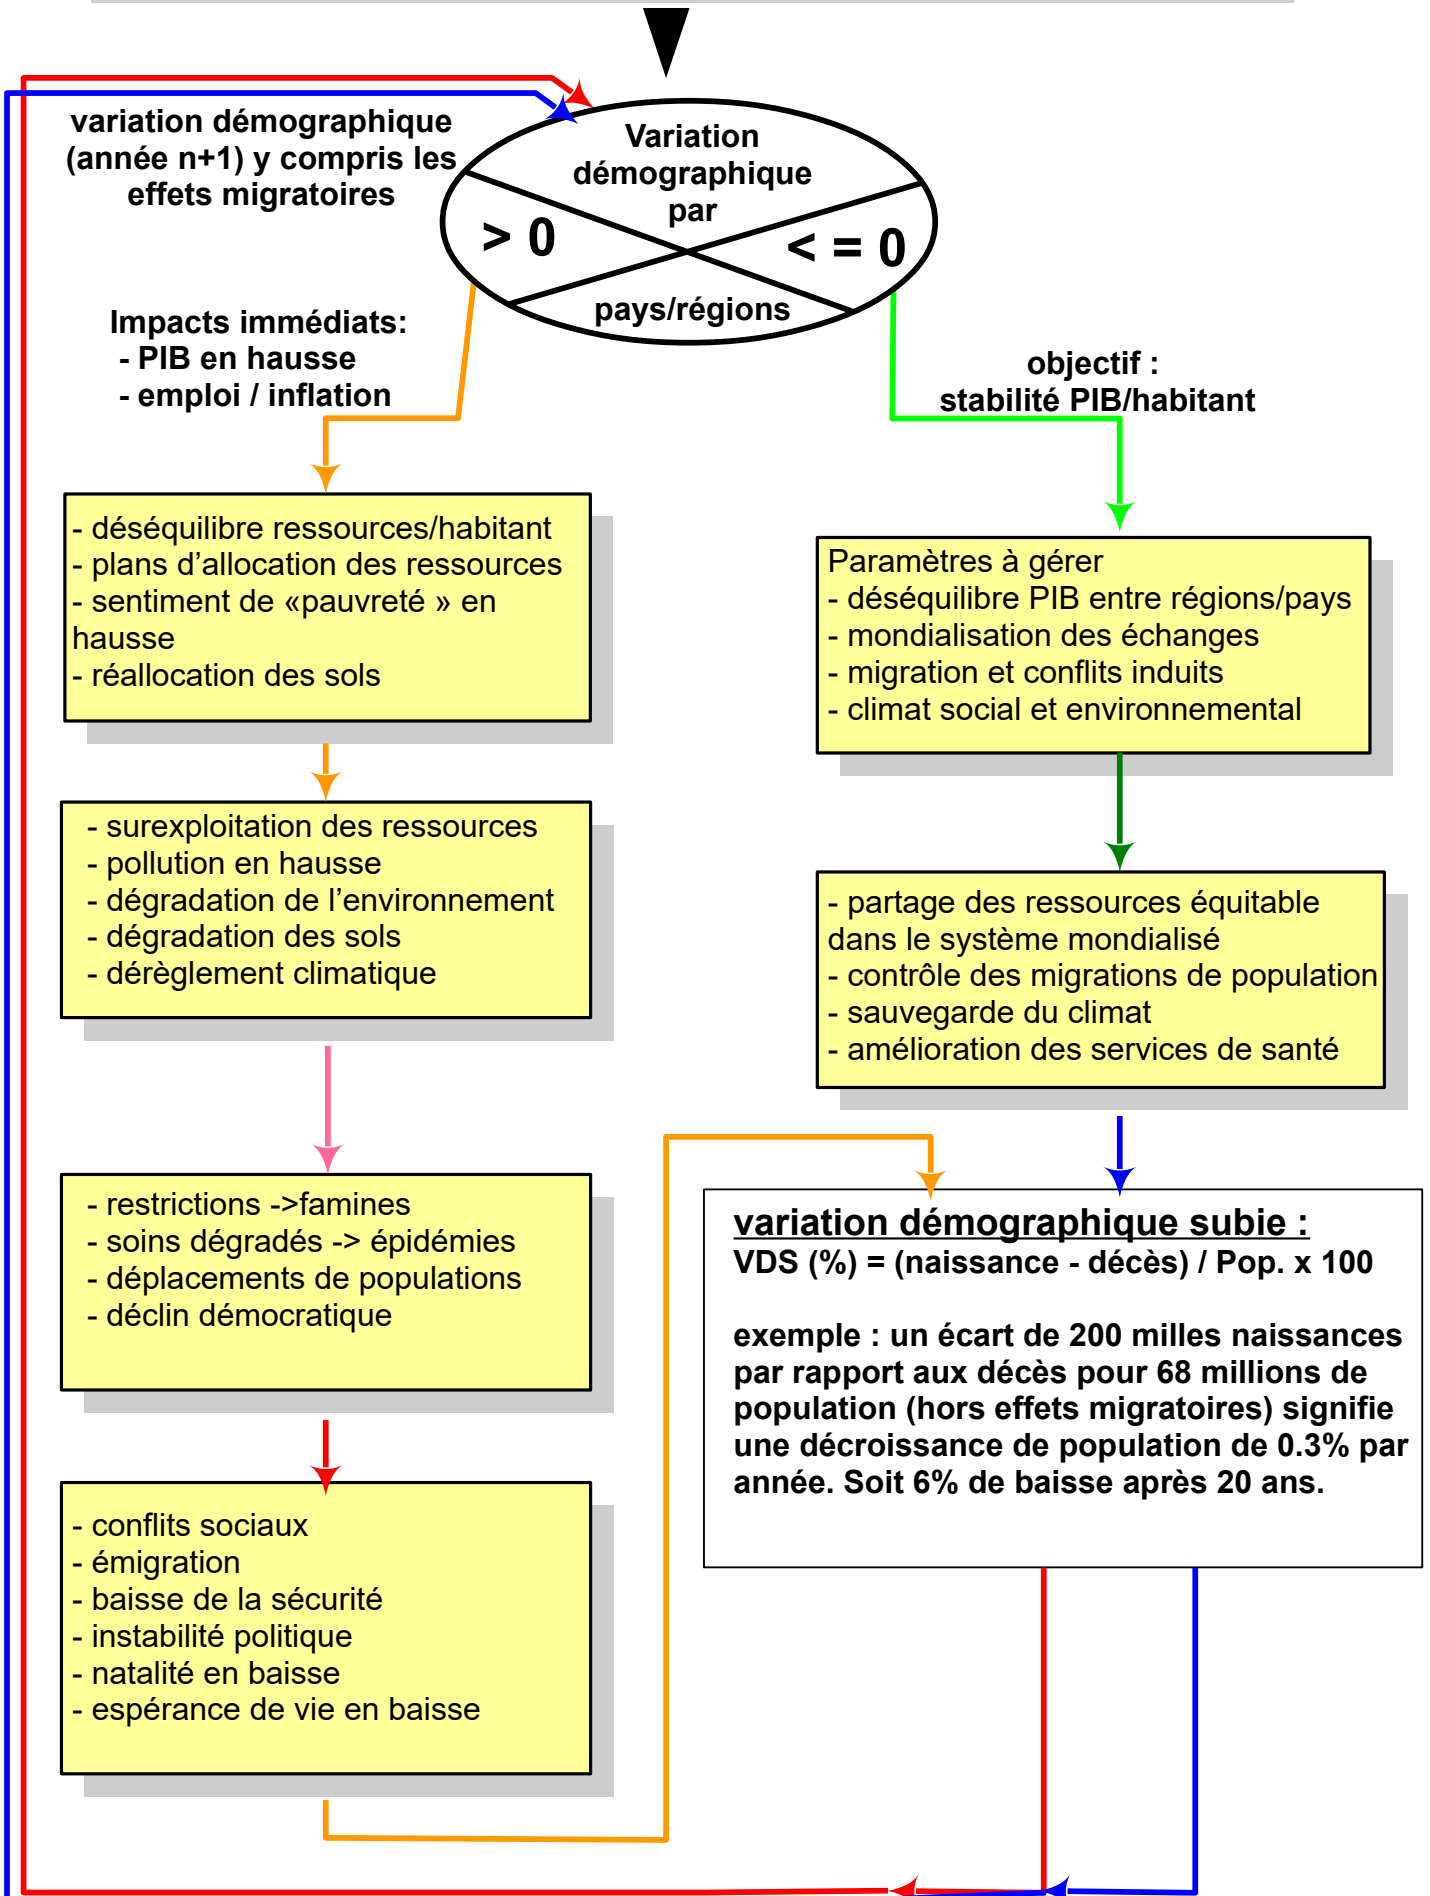 variation démographique
(année n+1) y compris les
effets migratoires
Variation
démographique
par
> 0
< = 0
pays/régions
Impacts immédiats:
- PIB en hausse
- emploi / inflation
objectif :
stabilité PIB/habitant
- déséquilibre ressources/habitant
- plans d’allocation des ressources
- sentiment de «pauvreté » en
hausse
- réallocation des sols
Paramètres à gérer
- déséquilibre PIB entre régions/pays
- mondialisation des échanges
- migration et conflits induits
- climat social et environnemental
- surexploitation des ressources
- pollution en hausse
- dégradation de l’environnement
- dégradation des sols
- dérèglement climatique
- partage des ressources équitable
dans le système mondialisé
- contrôle des migrations de population
- sauvegarde du climat
- amélioration des services de santé
- restrictions ->famines
- soins dégradés -> épidémies
- déplacements de populations
- déclin démocratique
variation démographique subie :
VDS (%) = (naissance - décès) / Pop. x 100
exemple : un écart de 200 milles naissances
par rapport aux décès pour 68 millions de
population (hors effets migratoires) signifie
une décroissance de population de 0.3% par
année. Soit 6% de baisse après 20 ans.
- conflits sociaux
- émigration
- baisse de la sécurité
- instabilité politique
- natalité en baisse
- espérance de vie en baisse